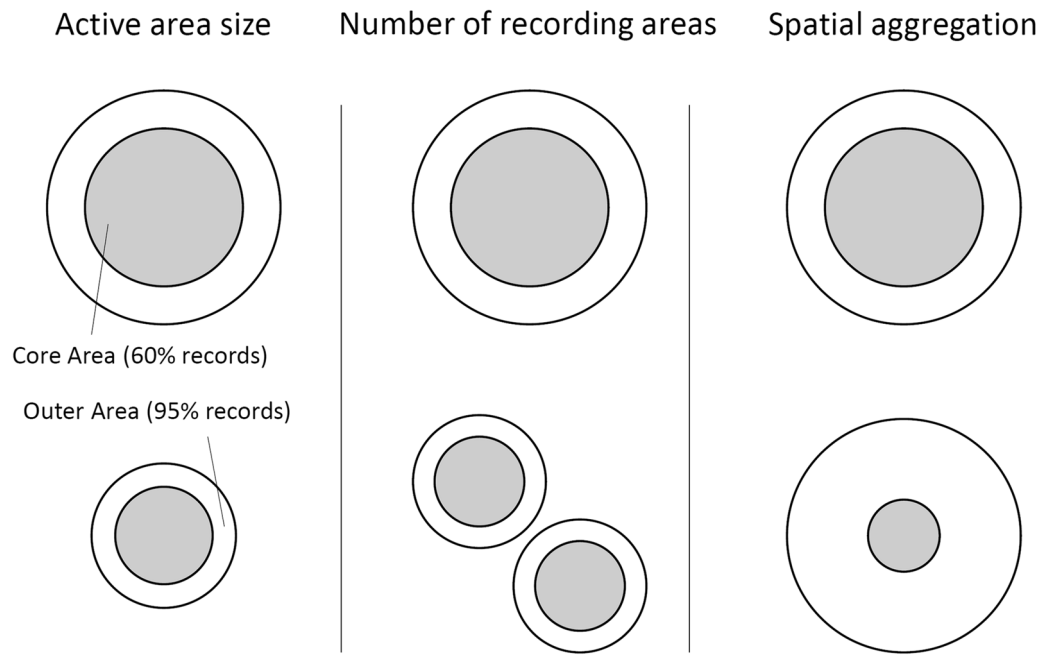 Active area size
Number of recording areas
Spatial aggregation
Core Area (60% records)
Outer Area (95% records)